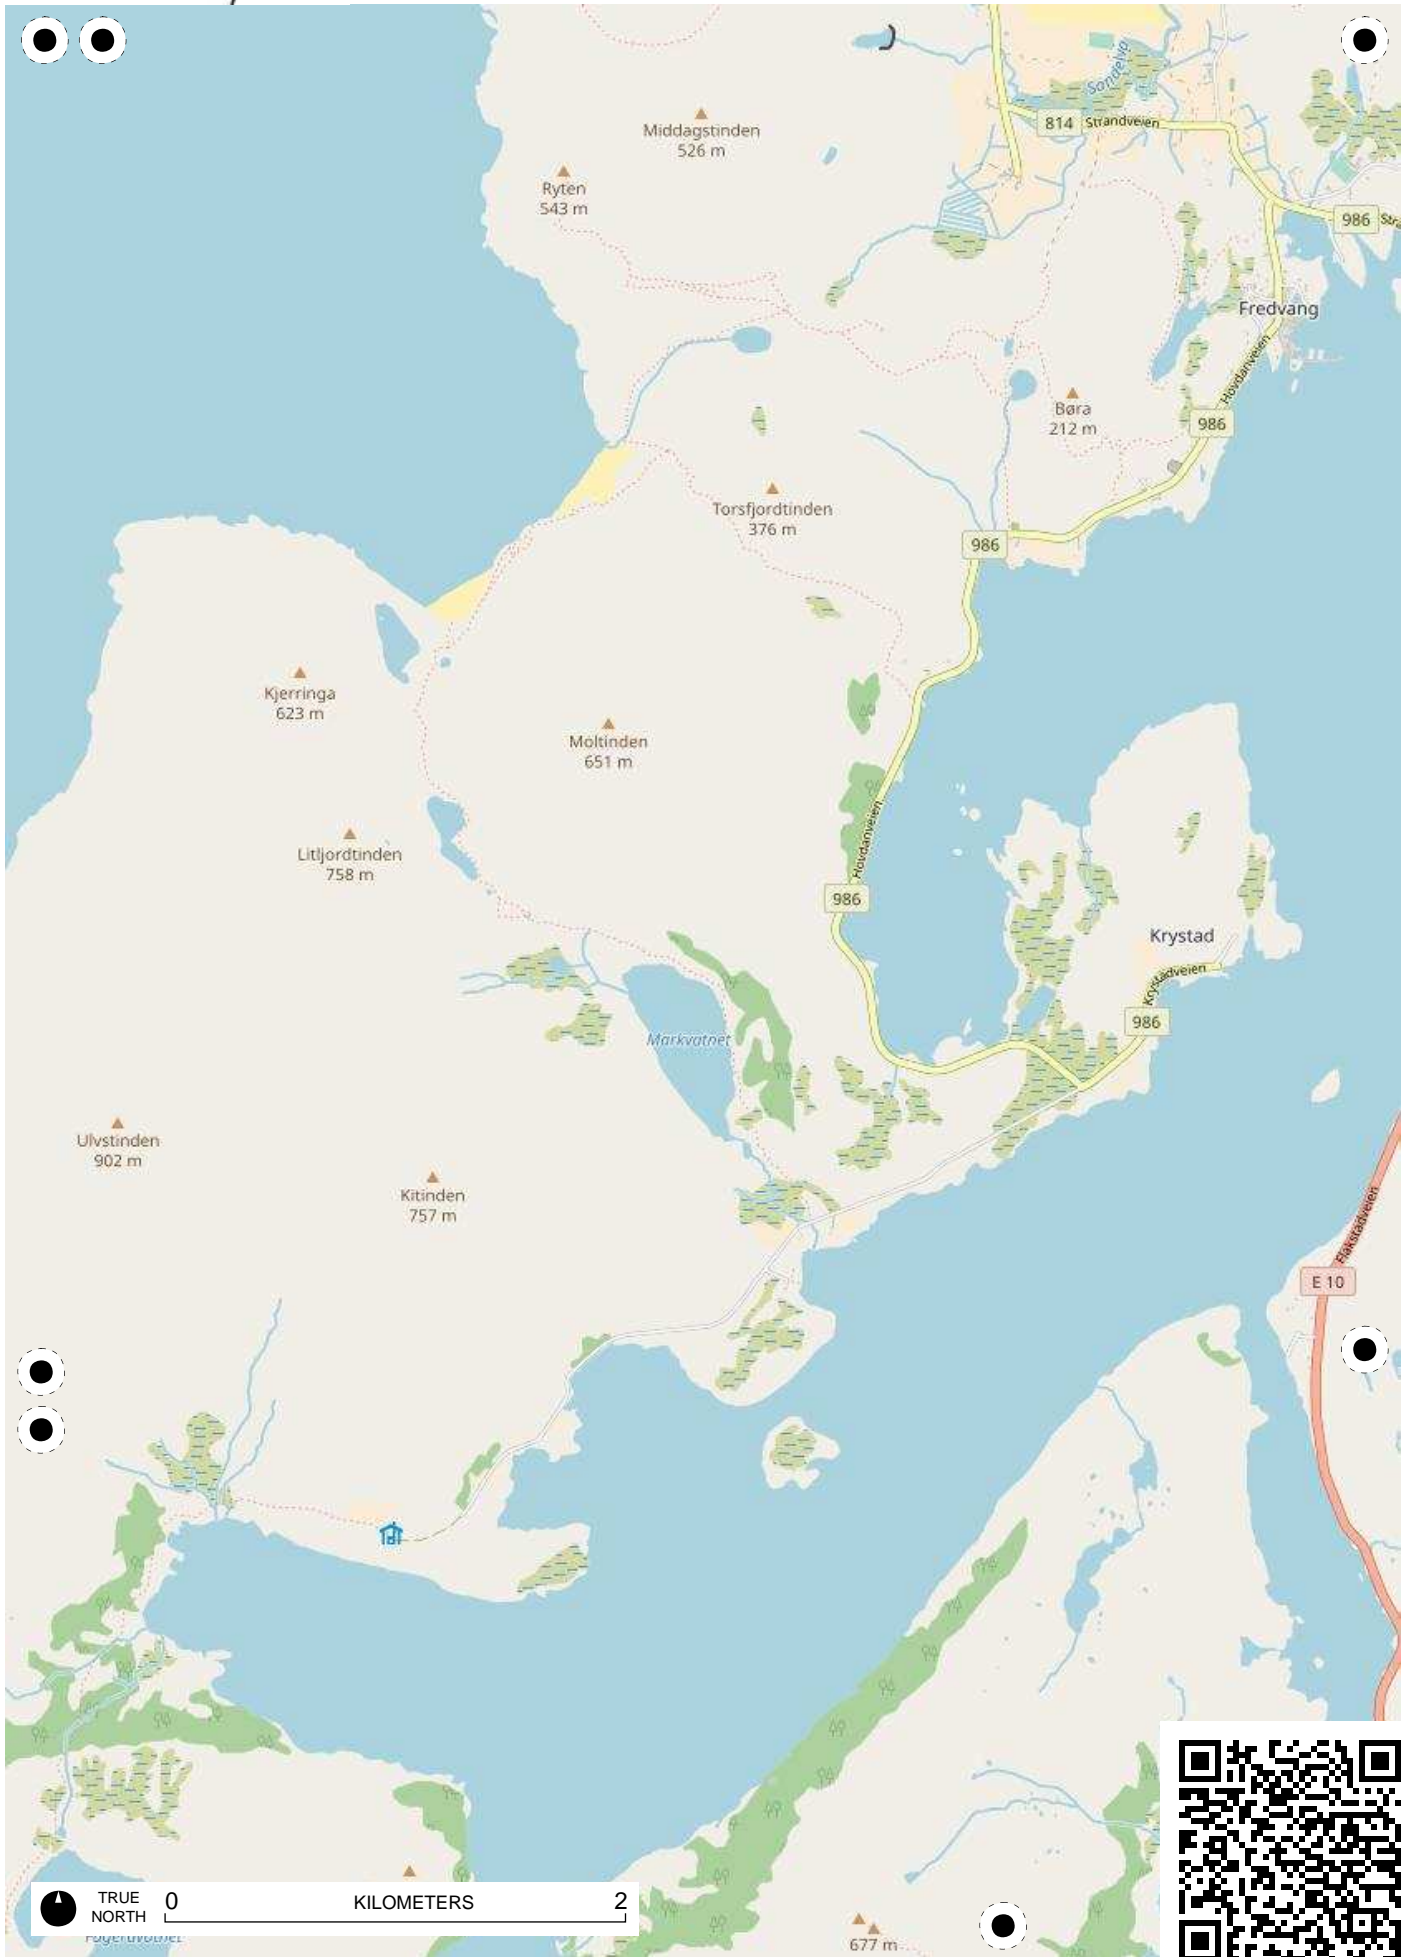 Sandelva
814
Strandveien
Middagstinden
526 m
Ryten
543 m
986
Fredvang
Hovdanveien
Børa
212 m
986
Torsfjordtinden
376 m
986
Kjerringa
623 m
Moltinden
651 m
Hovdanveien
Litljordtinden
758 m
986
Krystad
Krystadveien
986
Markvatnet
Ulvstinden
902 m
Kitinden
757 m
Flakstadveien
E 10
TRUE
NORTH
0 KILOMETERS 2
677 m